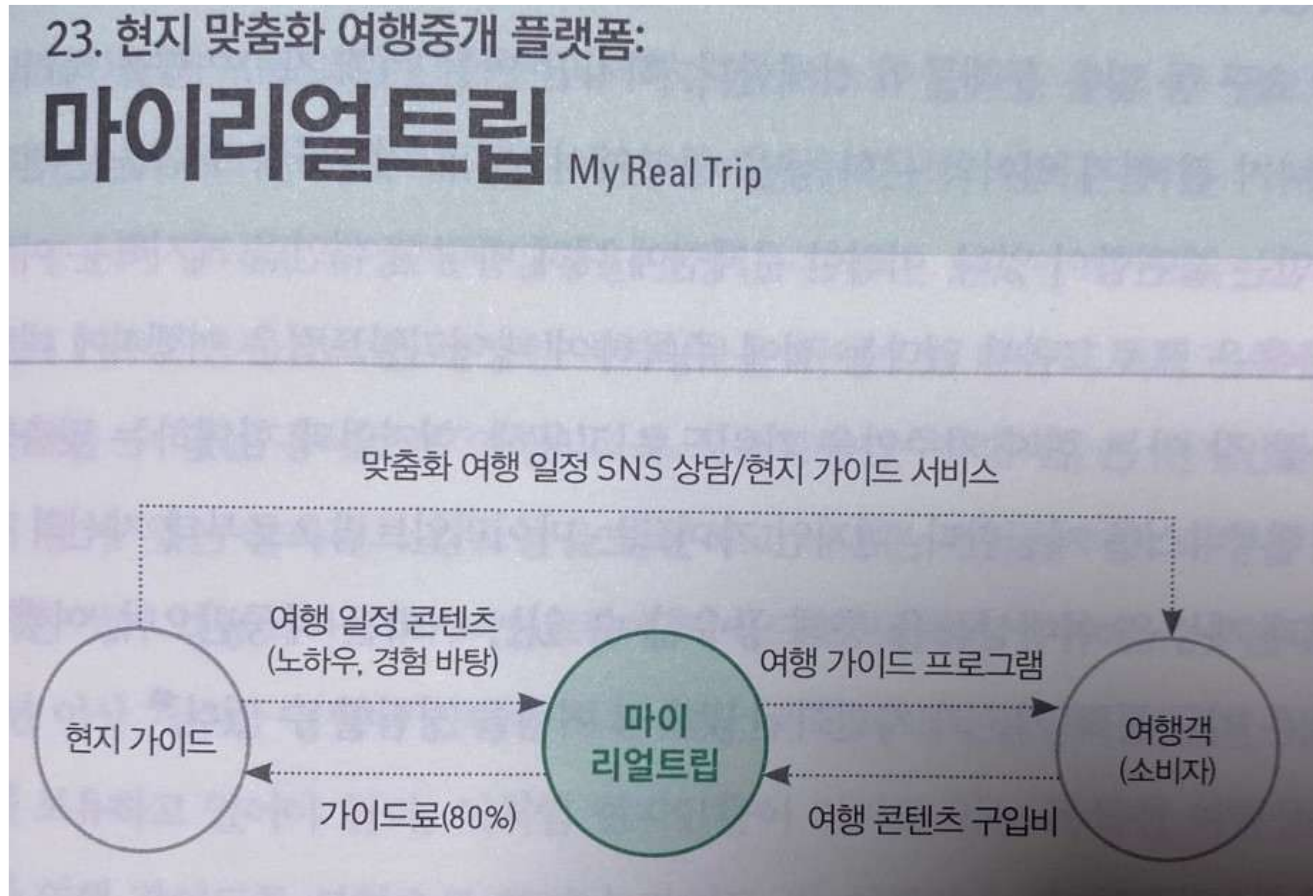 23. 현지 맞춤화 여행중개 플랫폼:
마이리얼트립 My Real Trip
맞춤화 여행 일정 SNS 상담/현지 가이드 서비스
여행 일정 콘텐츠
(노하우, 경험 바탕)
여행 가이드 프로그램
현지 가이드
마이
리얼트립
여행객
(소비자)
가이드료(80%)
여행 콘텐츠 구입비